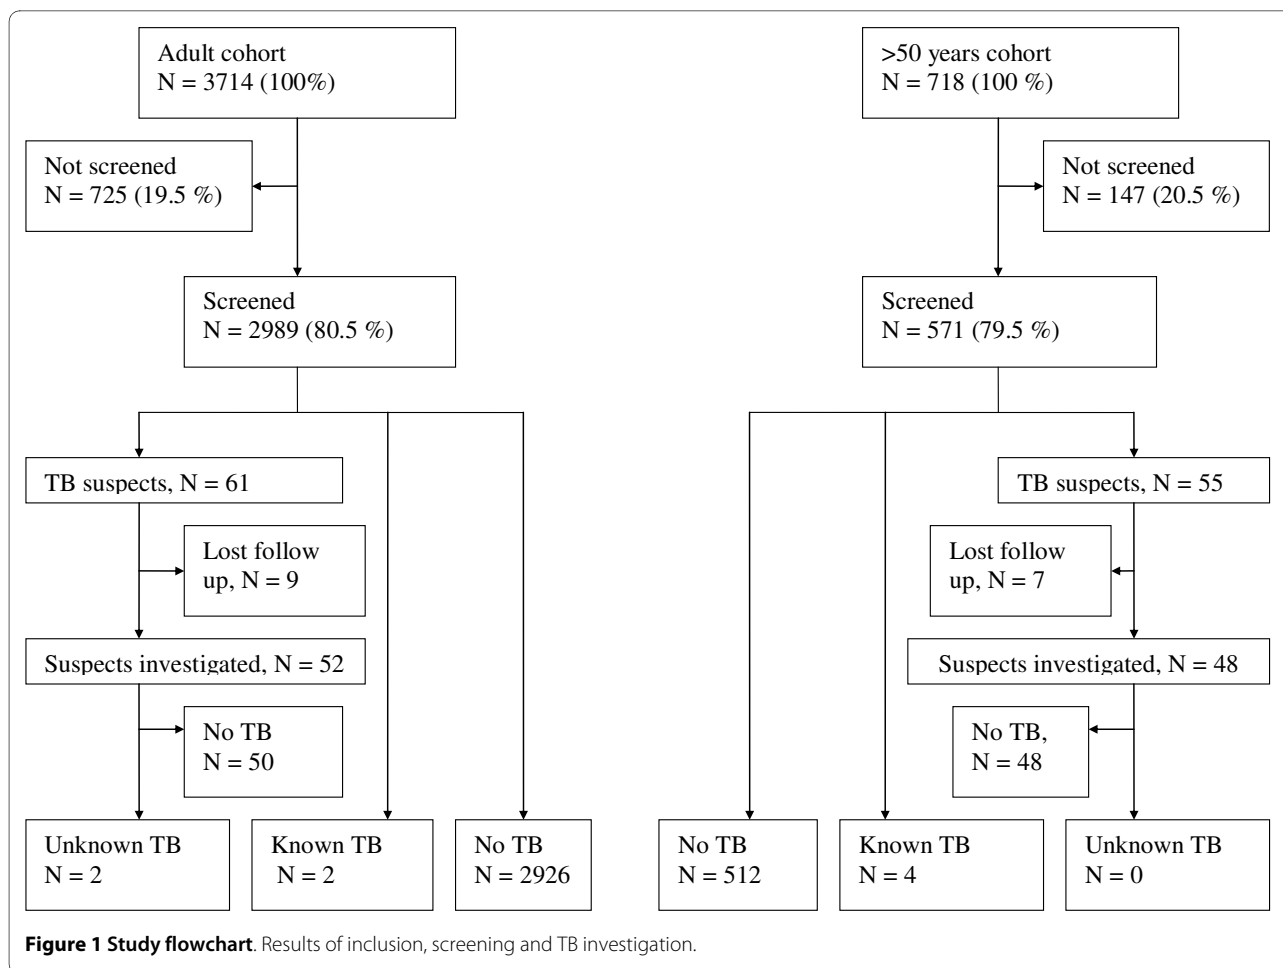 Adult cohort
N = 3714 (100%)
>50 years cohort
N = 718 (100 %)
Not screened
N = 725 (19.5 %)
Not screened
N = 147 (20.5 %)
Screened
N = 2989 (80.5 %)
Screened
N = 571 (79.5 %)
TB suspects, N = 61
TB suspects, N = 55
Lost follow
up, N = 9
Lost follow
up, N = 7
Suspects investigated, N = 52
Suspects investigated, N = 48
No TB
N = 50
No TB,
N = 48
Unknown TB
N = 2
Known TB
N = 2
No TB
N = 2926
No TB
N = 512
Known TB
N = 4
Unknown TB
N = 0
Figure 1 Study flowchart. Results of inclusion, screening and TB investigation.